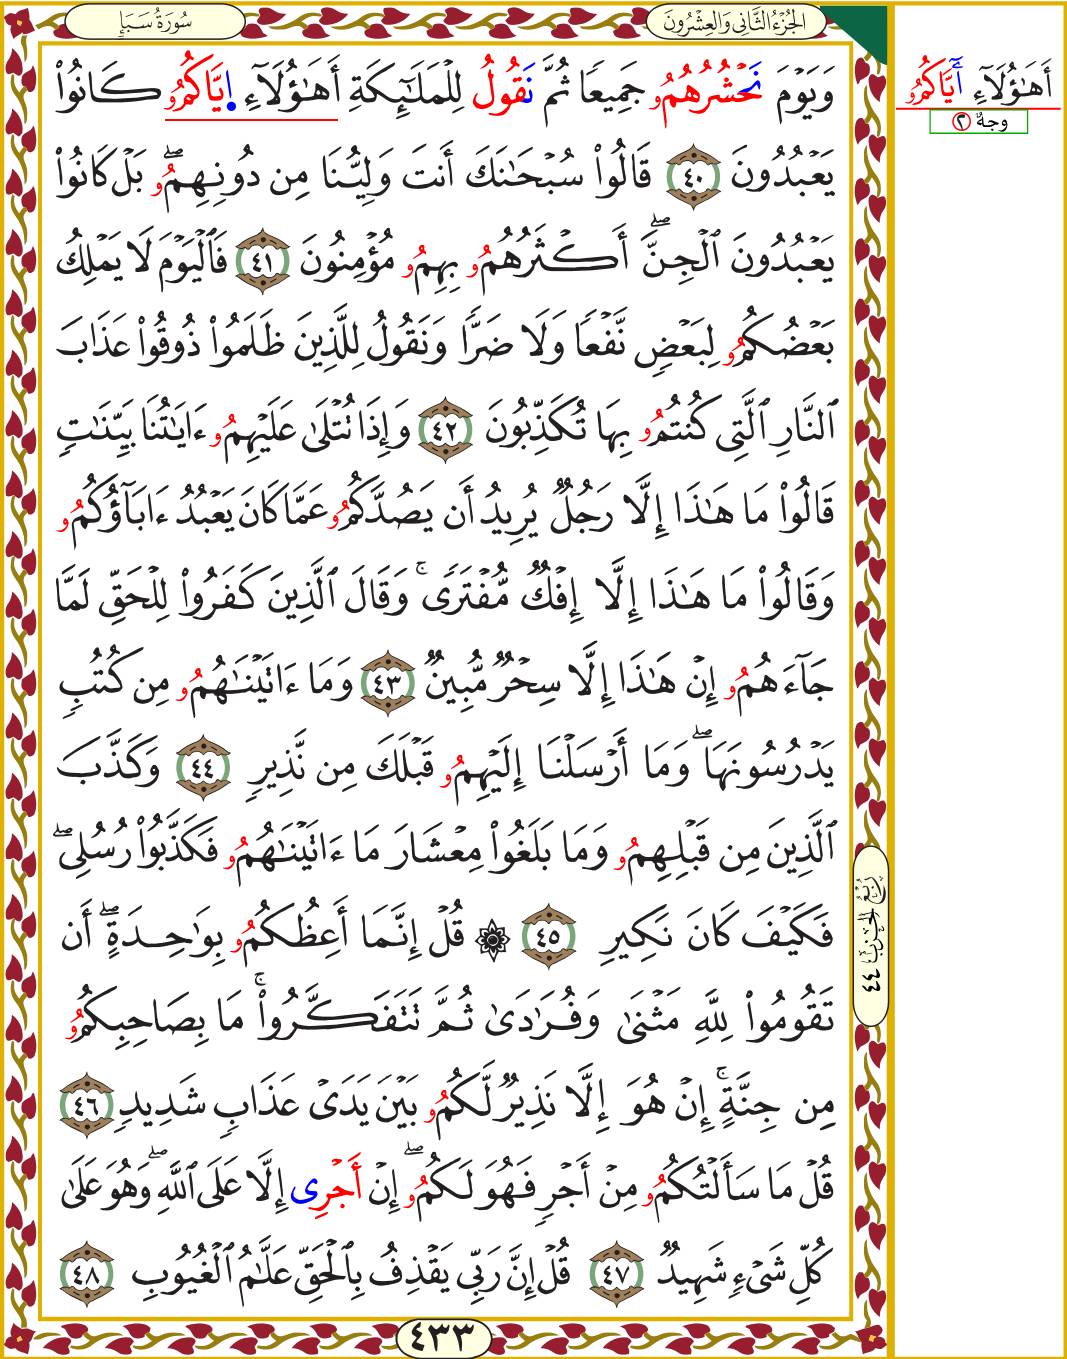 الجُزْءُ الثَّانِي وَالعِشْرُونَ
سُورَةُ سَبَإٍ
وَيَوْمَ نَحْشُرُهُمُۥ جَمِيعًا ثُمَّ نَقُولُ لِلْمَلَٰٓئِكَةِ أَهَٰٓؤُلَآءِ إِيَّاكُمُۥ كَانُوا۟
يَعْبُدُونَ ٤٠ قَالُوا۟ سُبْحَٰنَكَ أَنتَ وَلِيُّنَا مِن دُونِهِمُۥ ۖ بَلْ كَانُوا۟
يَعْبُدُونَ ٱلْجِنَّ ۖ أَكْثَرُهُمُۥ بِهِمُۥ مُؤْمِنُونَ ٤١ فَٱلْيَوْمَ لَا يَمْلِكُ
بَعْضُكُمُۥ لِبَعْضٍ نَّفْعًا وَلَا ضَرًّا وَنَقُولُ لِلَّذِينَ ظَلَمُوا۟ ذُوقُوا۟ عَذَابَ
ٱلنَّارِ ٱلَّتِى كُنتُمُۥ بِهَا تُكَذِّبُونَ ٤٢ وَإِذَا تُتْلَىٰ عَلَيْهِمُۥ ءَايَٰتُنَا بَيِّنَٰتٍ
قَالُوا۟ مَا هَٰذَا إِلَّا رَجُلٌ يُرِيدُ أَن يَصُدَّكُمُۥ عَمَّا كَانَ يَعْبُدُ ءَابَآؤُكُمُۥ
وَقَالُوا۟ مَا هَٰذَا إِلَّا إِفْكٌ مُّفْتَرًى ۚ وَقَالَ ٱلَّذِينَ كَفَرُوا۟ لِلْحَقِّ لَمَّا
جَآءَهُمُۥ إِنْ هَٰذَا إِلَّا سِحْرٌ مُّبِينٌ ٤٣ وَمَا ءَاتَيْنَٰهُمُۥ مِن كُتُبٍ
يَدْرُسُونَهَا ۖ وَمَا أَرْسَلْنَا إِلَيْهِمُۥ قَبْلَكَ مِن نَّذِيرٍ ٤٤ وَكَذَّبَ
ٱلَّذِينَ مِن قَبْلِهِمُۥ وَمَا بَلَغُوا۟ مِعْشَارَ مَا ءَاتَيْنَٰهُمُۥ فَكَذَّبُوا۟ رُسُلِى ۖ
فَكَيْفَ كَانَ نَكِيرِ ٤٥ ۞ قُلْ إِنَّمَا أَعِظُكُمُۥ بِوَٰحِدَةٍ ۖ أَن
تَقُومُوا۟ لِلَّهِ مَثْنَىٰ وَفُرَٰدَىٰ ثُمَّ تَتَفَكَّرُوا۟ ۚ مَا بِصَاحِبِكُمُۥ
مِن جِنَّةٍ ۚ إِنْ هُوَ إِلَّا نَذِيرٌ لَّكُمُۥ بَيْنَ يَدَىْ عَذَابٍ شَدِيدٍ ٤٦
قُلْ مَا سَأَلْتُكُمُۥ مِنْ أَجْرٍ فَهُوَ لَكُمُۥ ۖ إِنْ أَجْرِى إِلَّا عَلَى ٱللَّهِ ۖ وَهُوَ عَلَىٰ
كُلِّ شَىْءٍ شَهِيدٌ ٤٧ قُلْ إِنَّ رَبِّى يَقْذِفُ بِٱلْحَقِّ عَلَّٰمُ ٱلْغُيُوبِ ٤٨
٤٣٣
أَهَٰٓؤُلَآءِ أَيَّاكُمُۥ
وجهٌ ٢
رُبْعُ الحِزْبِ ٤٤